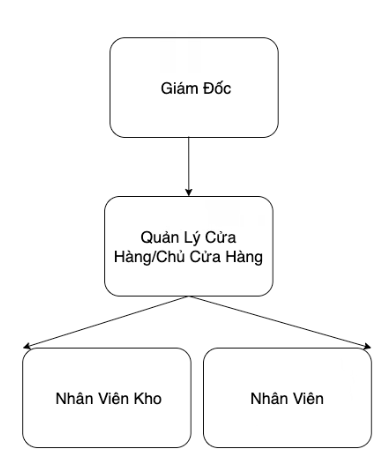 Giám Đốc
Quản Lý Cửa
Hàng/Chủ Cửa Hàng
Nhân Viên Kho
Nhân Viên